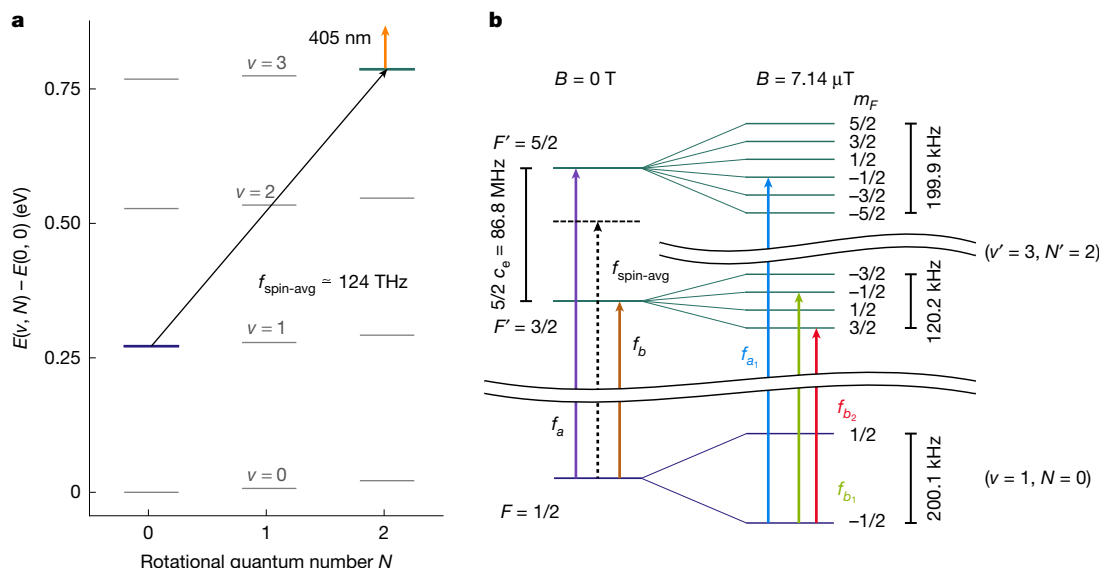 a
E(v, N) − E(0, 0) (eV)
0.75
0.50
0.25
0
405 nm
v = 3
v = 2
f_spin-avg ≃ 124 THz
v = 1
v = 0
0
1
2
Rotational quantum number N
b
B = 0 T
B = 7.14 μT
m_F
F′ = 5/2
5/2
3/2
1/2
−1/2
−3/2
−5/2
199.9 kHz
5/2 c_e = 86.8 MHz
f_spin-avg
(v′ = 3, N′ = 2)
F′ = 3/2
−3/2
−1/2
1/2
3/2
120.2 kHz
f_b
f_a₁
f_a
f_b₂
f_b₁
1/2
−1/2
200.1 kHz
(v = 1, N = 0)
F = 1/2